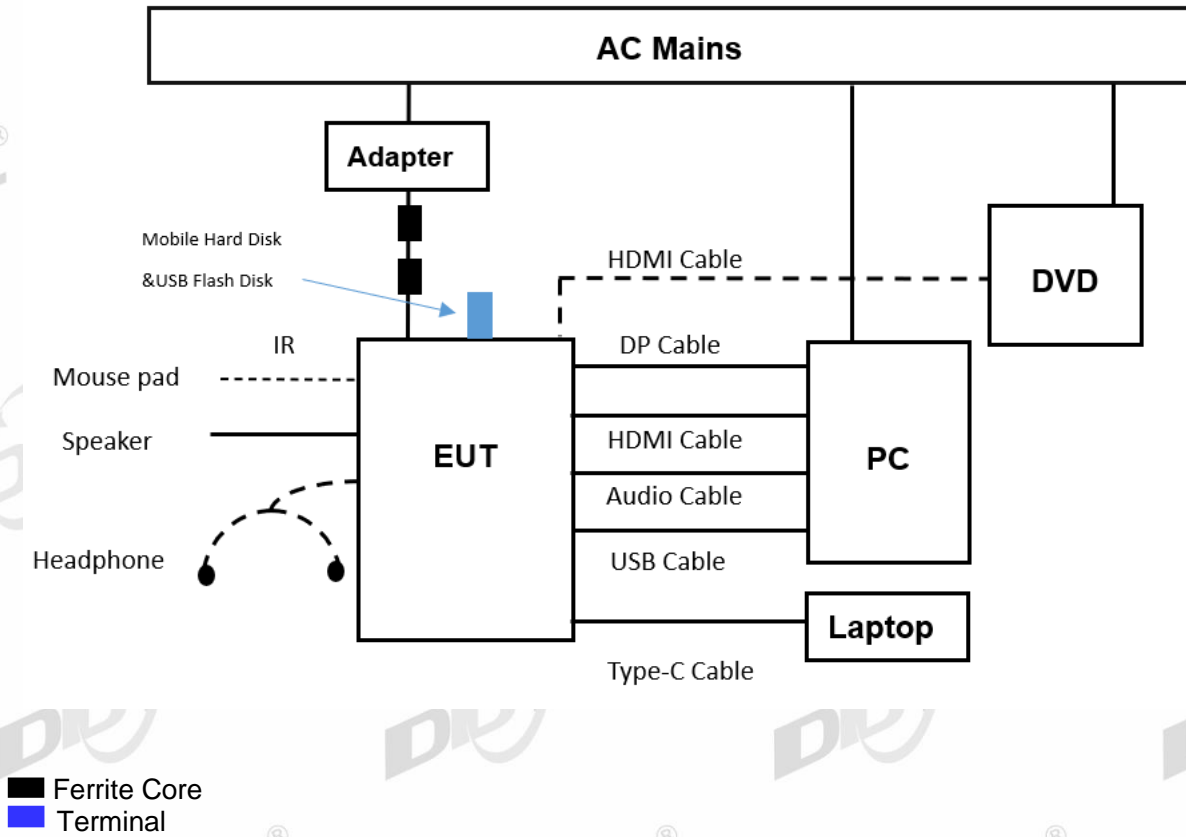 AC Mains
Adapter
Mobile Hard Disk
&USB Flash Disk
HDMI Cable
DVD
IR
DP Cable
Mouse pad
Speaker
EUT
HDMI Cable
PC
Audio Cable
Headphone
USB Cable
Laptop
Type-C Cable
Ferrite Core
Terminal